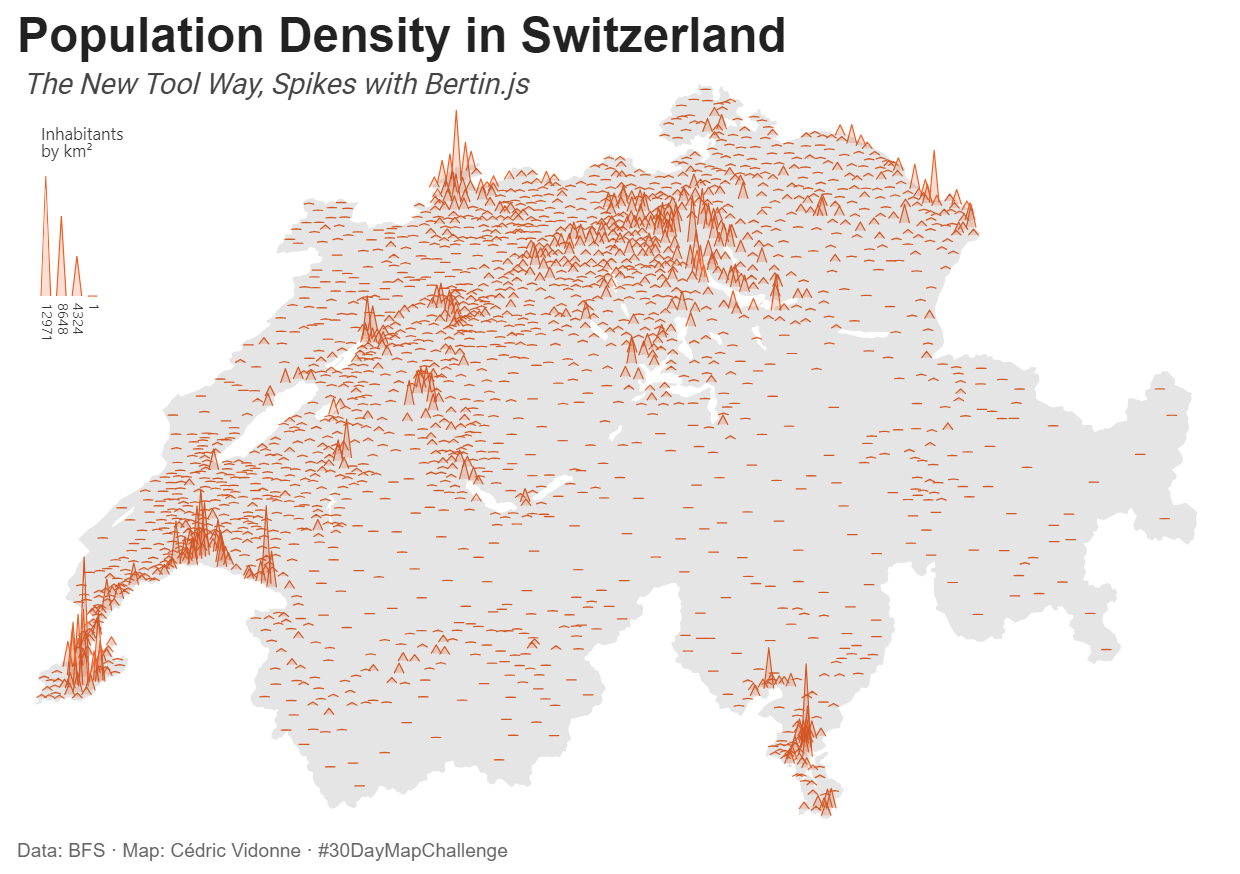 Population Density in Switzerland
The New Tool Way, Spikes with Bertin.js
Inhabitants
by km²
12971
8648
4324
1
Data: BFS · Map: Cédric Vidonne · #30DayMapChallenge